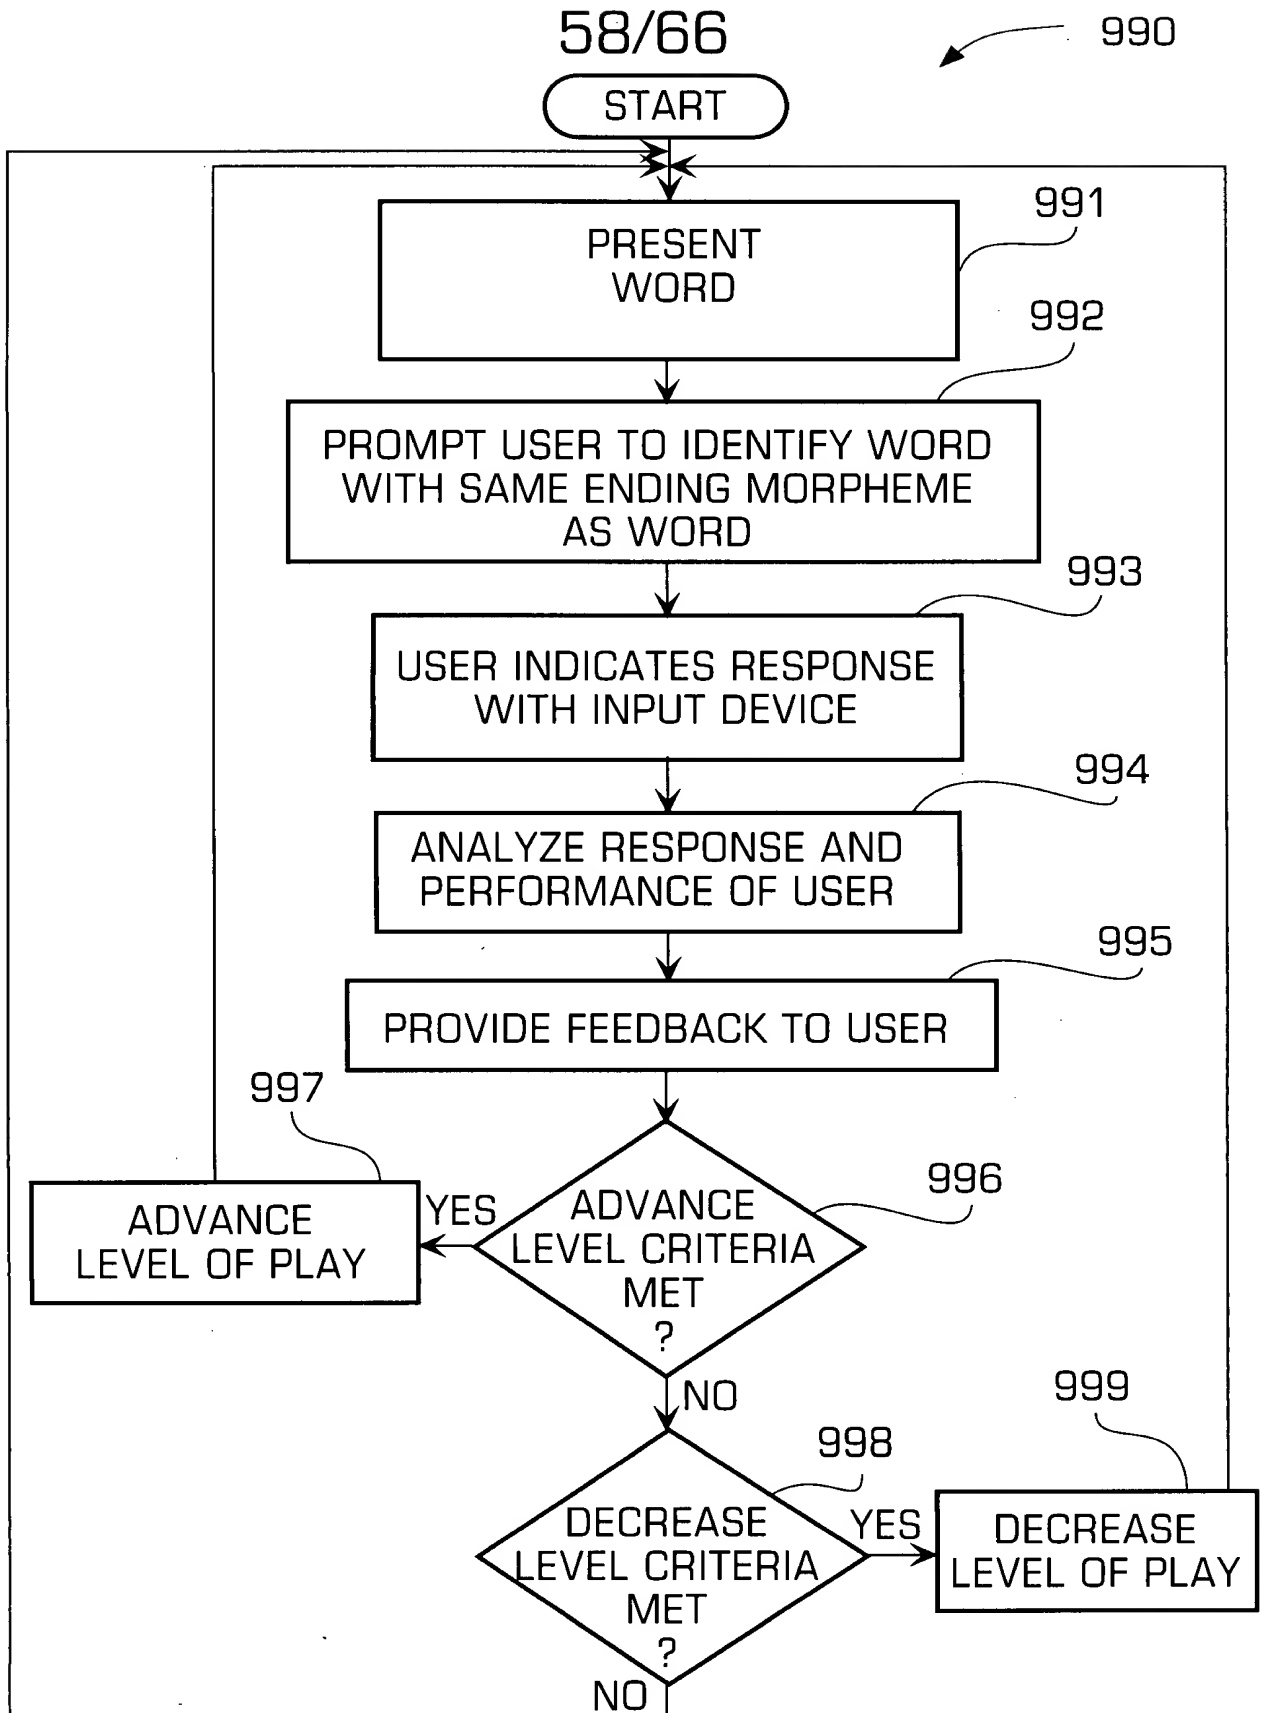 58/66
990
START
991
PRESENT
WORD
992
PROMPT USER TO IDENTIFY WORD
WITH SAME ENDING MORPHEME
AS WORD
993
USER INDICATES RESPONSE
WITH INPUT DEVICE
994
ANALYZE RESPONSE AND
PERFORMANCE OF USER
995
PROVIDE FEEDBACK TO USER
997
996
ADVANCE
LEVEL OF PLAY
YES
ADVANCE
LEVEL CRITERIA
MET
?
NO
999
998
DECREASE
LEVEL CRITERIA
MET
?
YES
DECREASE
LEVEL OF PLAY
NO